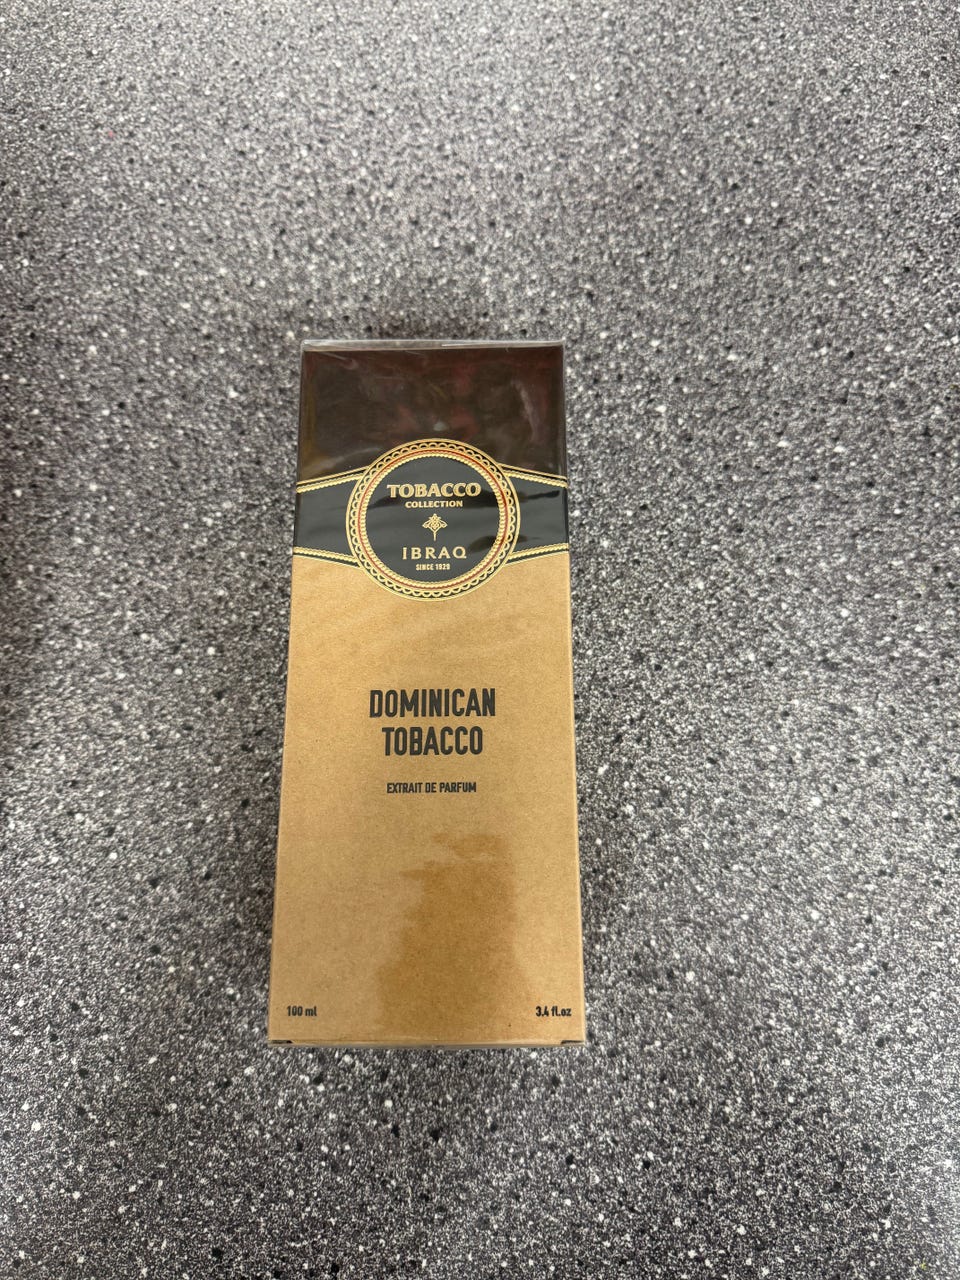 TOBACCO
COLLECTION
IBRAQ
SINCE 1929
DOMINICAN
TOBACCO
EXTRAIT DE PARFUM
100 ml
3.4 fl.oz